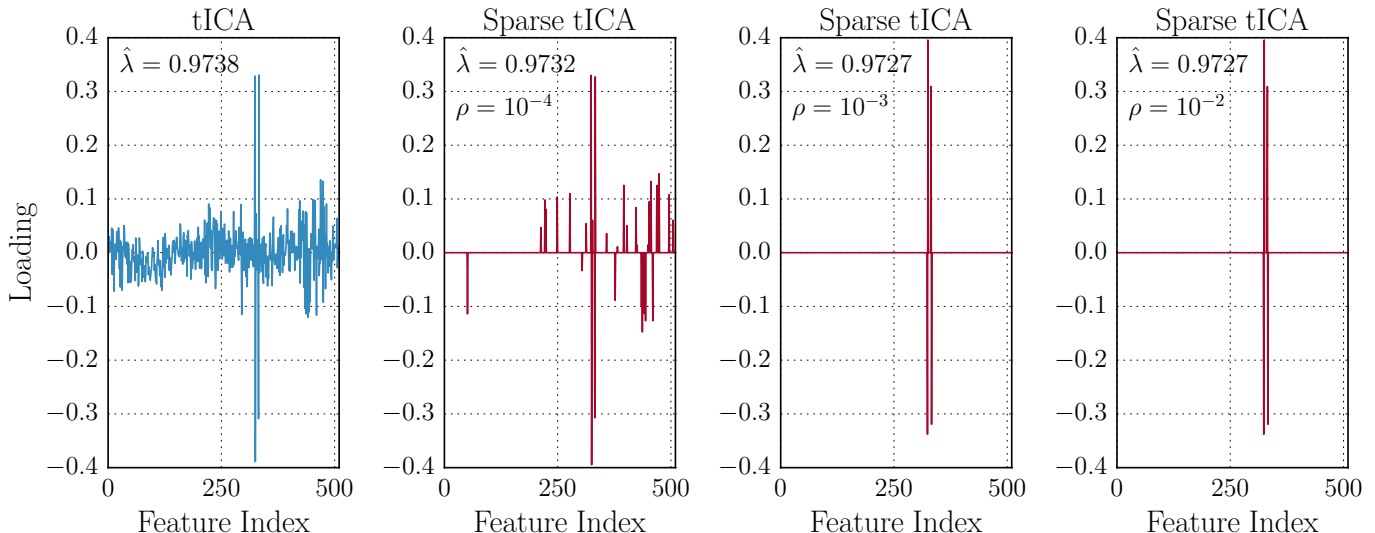 tICA
λ̂ = 0.9738
0.4
0.3
0.2
0.1
0.0
−0.1
−0.2
−0.3
−0.4
Loading
0 250 500
Feature Index
Sparse tICA
λ̂ = 0.9732
ρ = 10⁻⁴
0.4
0.3
0.2
0.1
0.0
−0.1
−0.2
−0.3
−0.4
0 250 500
Feature Index
Sparse tICA
λ̂ = 0.9727
ρ = 10⁻³
0.4
0.3
0.2
0.1
0.0
−0.1
−0.2
−0.3
−0.4
0 250 500
Feature Index
Sparse tICA
λ̂ = 0.9727
ρ = 10⁻²
0.4
0.3
0.2
0.1
0.0
−0.1
−0.2
−0.3
−0.4
0 250 500
Feature Index